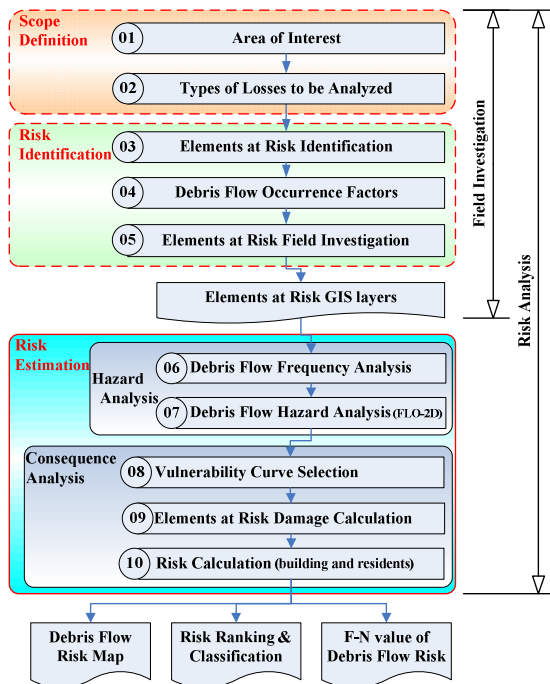 Scope
Definition
01 Area of Interest
02 Types of Losses to be Analyzed
Risk
Identification
03 Elements at Risk Identification
04 Debris Flow Occurrence Factors
05 Elements at Risk Field Investigation
Elements at Risk GIS layers
Field Investigation
Risk Analysis
Risk
Estimation
Hazard
Analysis
06 Debris Flow Frequency Analysis
07 Debris Flow Hazard Analysis (FLO-2D)
Consequence
Analysis
08 Vulnerability Curve Selection
09 Elements at Risk Damage Calculation
10 Risk Calculation (building and residents)
Debris Flow
Risk Map
Risk Ranking &
Classification
F-N value of
Debris Flow Risk